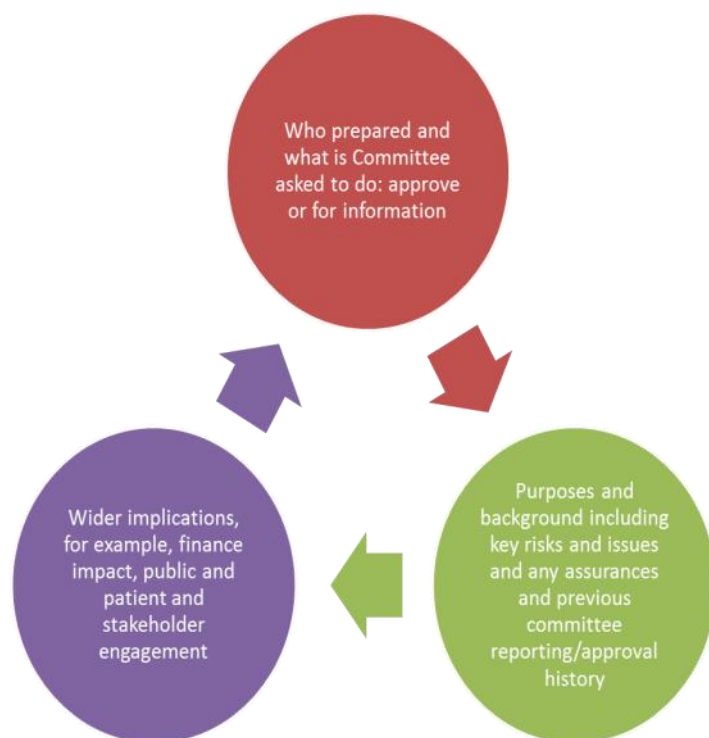 Who prepared and
what is Committee
asked to do: approve
or for information
Purposes and
background including
key risks and issues
and any assurances
and previous
committee
reporting/approval
history
Wider implications,
for example, finance
impact, public and
patient and
stakeholder
engagement